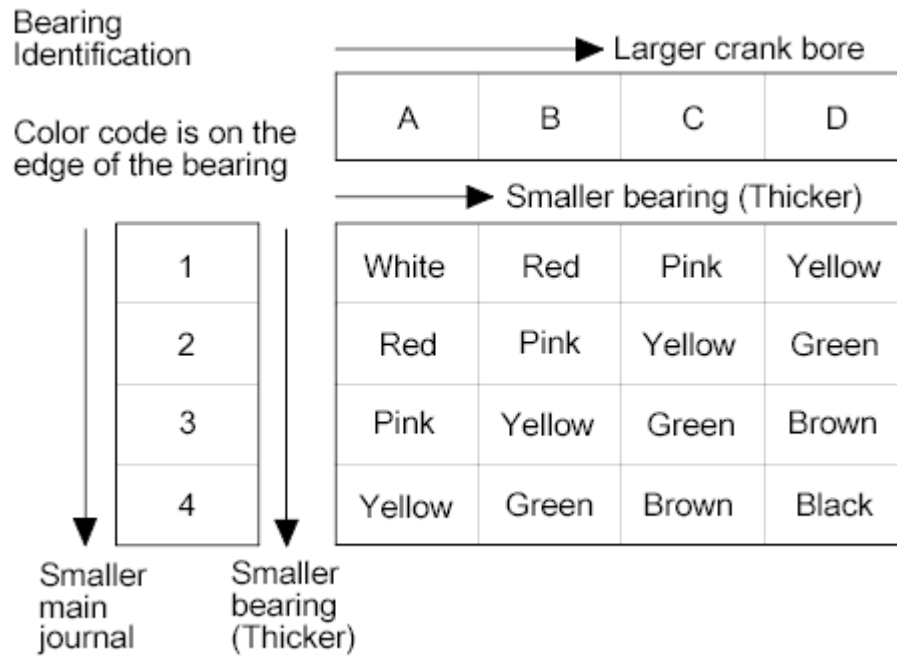 Bearing
Identification
Larger crank bore
A B C D
Color code is on the
edge of the bearing
Smaller bearing (Thicker)
1 White Red Pink Yellow
2 Red Pink Yellow Green
3 Pink Yellow Green Brown
4 Yellow Green Brown Black
Smaller
main
journal
Smaller
bearing
(Thicker)